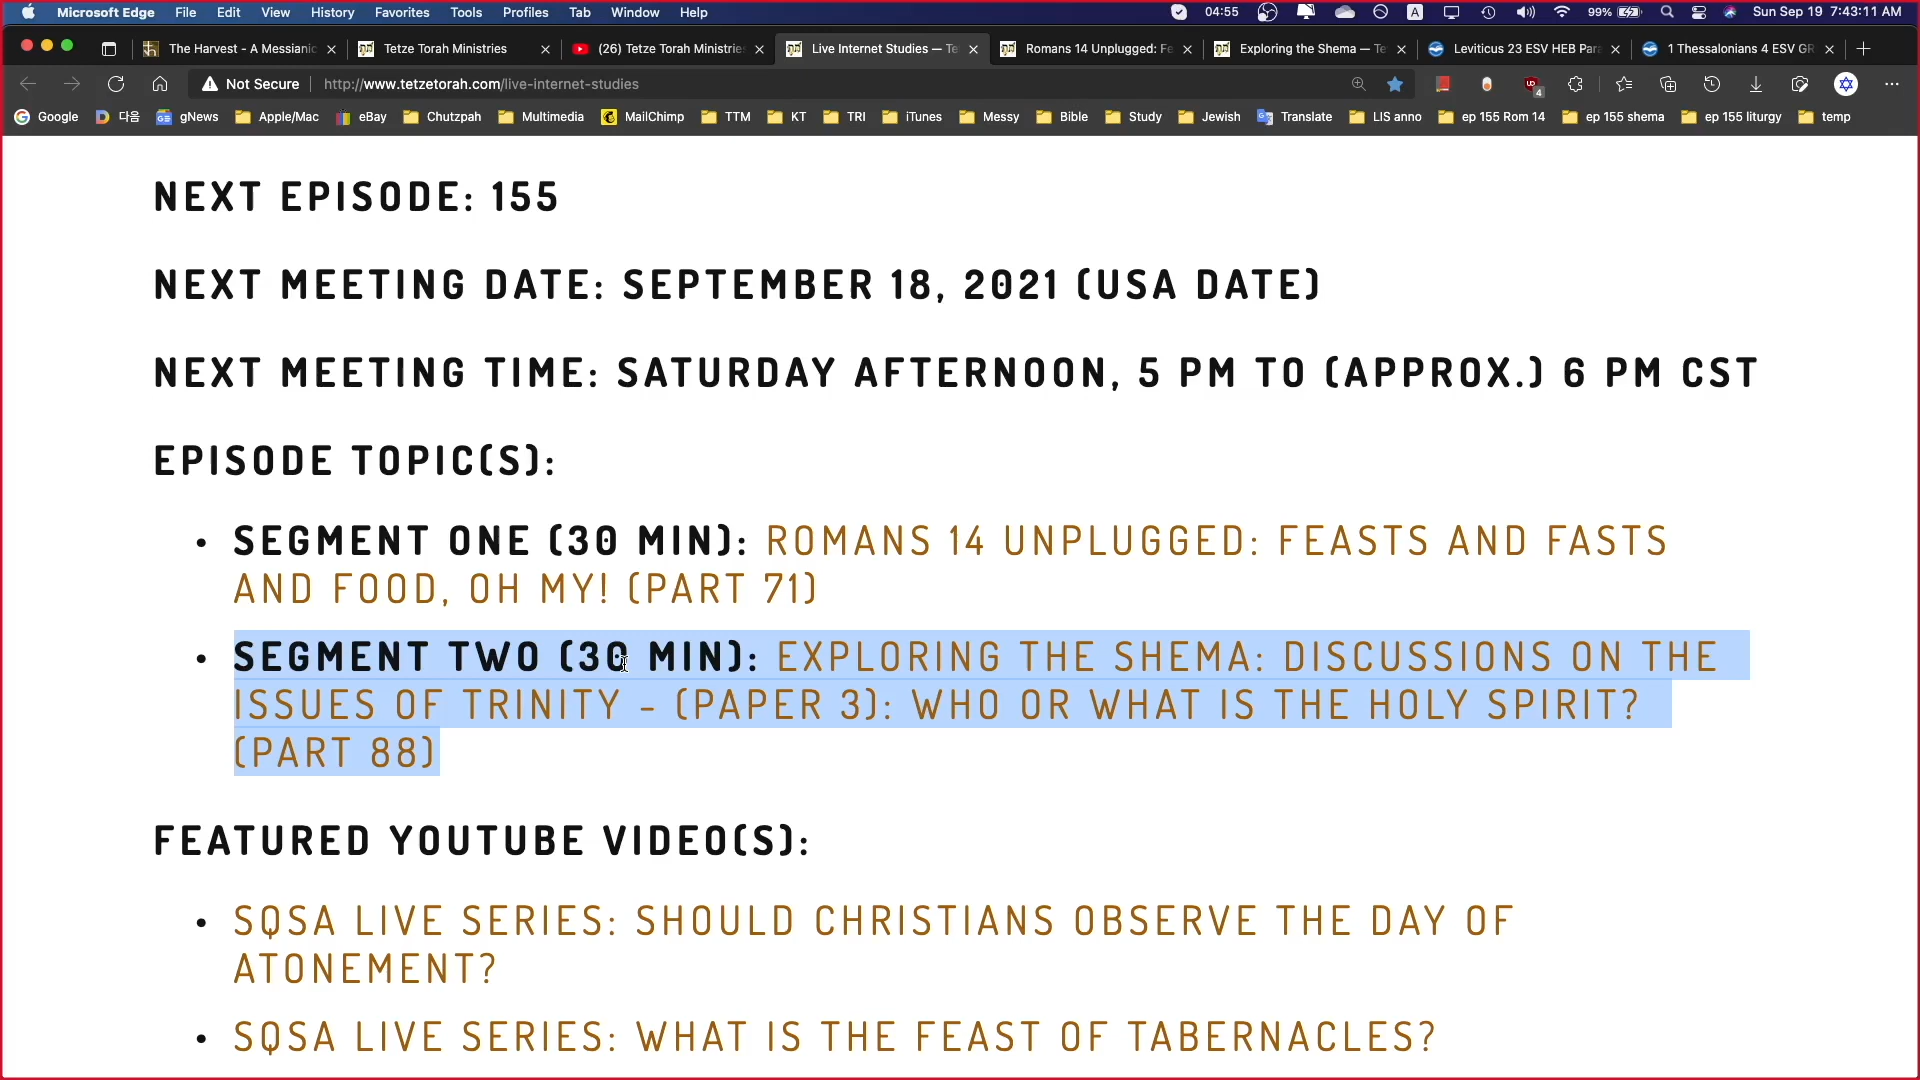 Microsoft Edge File Edit View History Favorites Tools Profiles Tab Window Help 04:55 A 99% Sun Sep 19 7:43:11 AM
The Harvest - A Messianic Tetze Torah Ministries (26) Tetze Torah Ministries Live Internet Studies — Te Romans 14 Unplugged: Fe Exploring the Shema — Te Leviticus 23 ESV HEB Para 1 Thessalonians 4 ESV GR
Not Secure http://www.tetzetorah.com/live-internet-studies 4
Google 다음 gNews Apple/Mac eBay Chutzpah Multimedia MailChimp TTM KT TRI iTunes Messy Bible Study Jewish Translate LIS anno ep 155 Rom 14 ep 155 shema ep 155 liturgy temp
NEXT EPISODE: 155
NEXT MEETING DATE: SEPTEMBER 18, 2021 (USA DATE)
NEXT MEETING TIME: SATURDAY AFTERNOON, 5 PM TO (APPROX.) 6 PM CST
EPISODE TOPIC(S):
• SEGMENT ONE (30 MIN): ROMANS 14 UNPLUGGED: FEASTS AND FASTS
AND FOOD, OH MY! (PART 71)
• SEGMENT TWO (30 MIN): EXPLORING THE SHEMA: DISCUSSIONS ON THE
ISSUES OF TRINITY - (PAPER 3): WHO OR WHAT IS THE HOLY SPIRIT?
(PART 88)
FEATURED YOUTUBE VIDEO(S):
• SQSA LIVE SERIES: SHOULD CHRISTIANS OBSERVE THE DAY OF
ATONEMENT?
• SQSA LIVE SERIES: WHAT IS THE FEAST OF TABERNACLES?